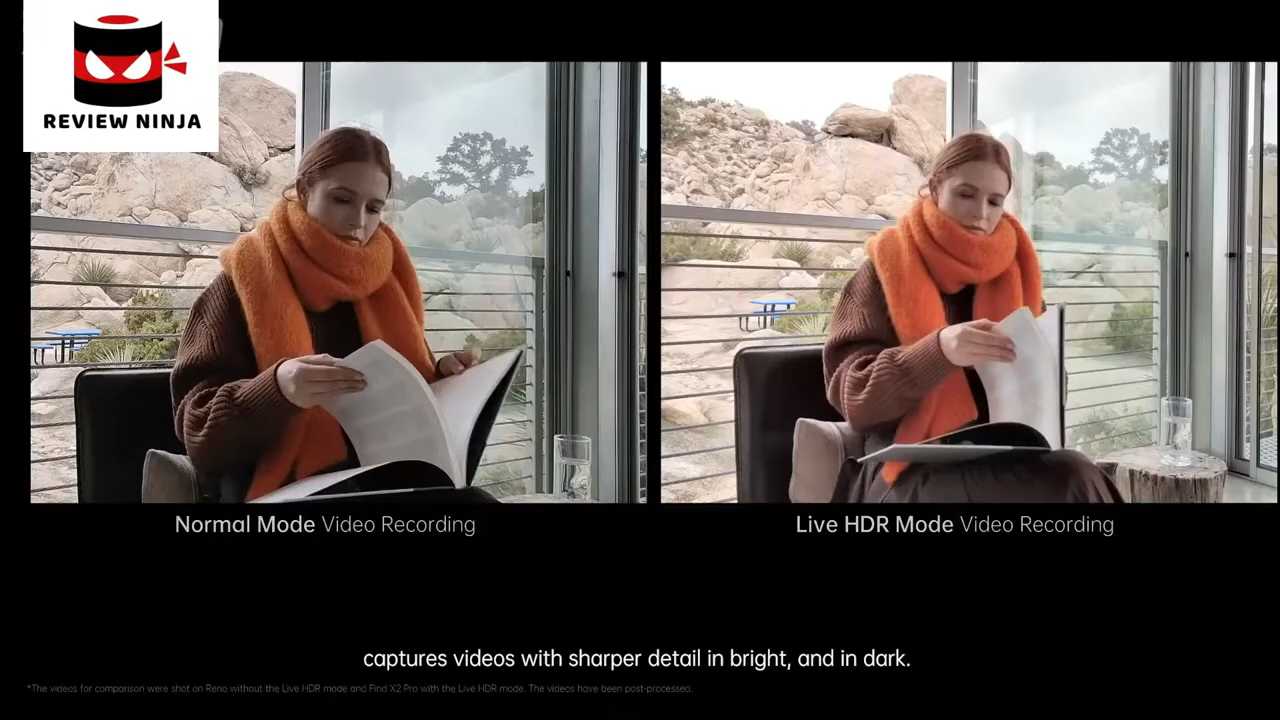 REVIEW NINJA
Normal Mode Video Recording
Live HDR Mode Video Recording
captures videos with sharper detail in bright, and in dark.
*The videos for comparison were shot on Reno without the Live HDR mode and Find X2 Pro with the Live HDR mode. The videos have been post-processed.